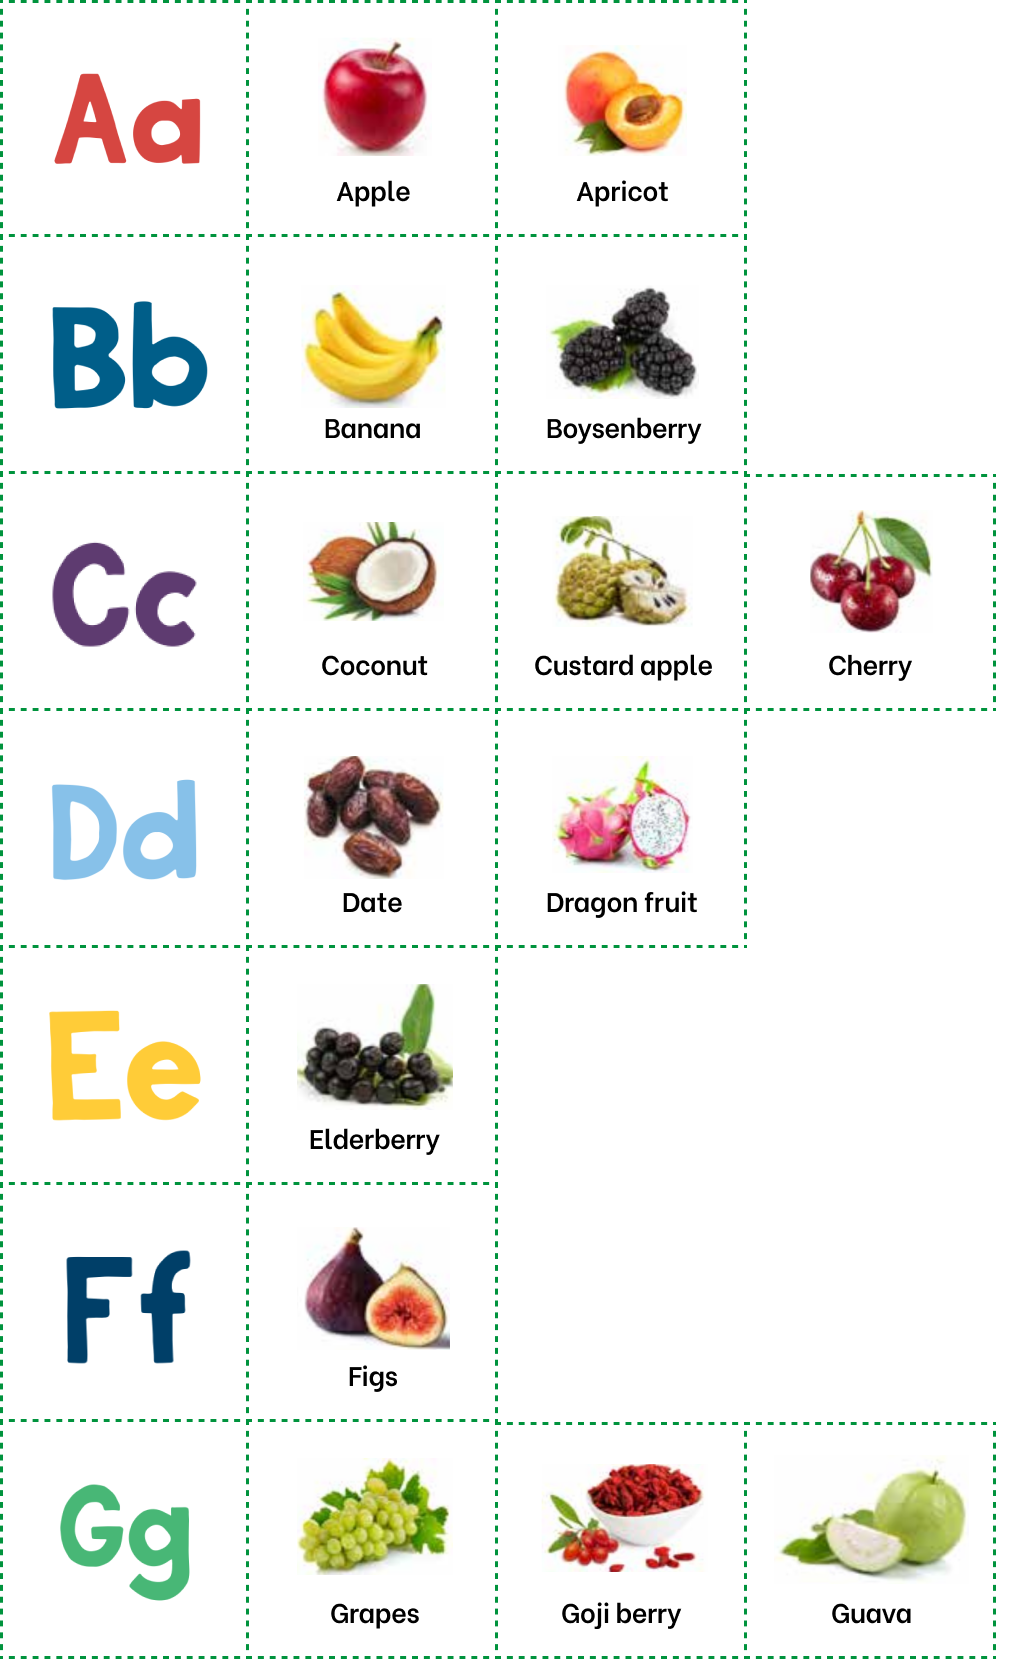 Aa
Apple
Apricot
Bb
Banana
Boysenberry
Cc
Coconut
Custard apple
Cherry
Dd
Date
Dragon fruit
Ee
Elderberry
Ff
Figs
Gg
Grapes
Goji berry
Guava